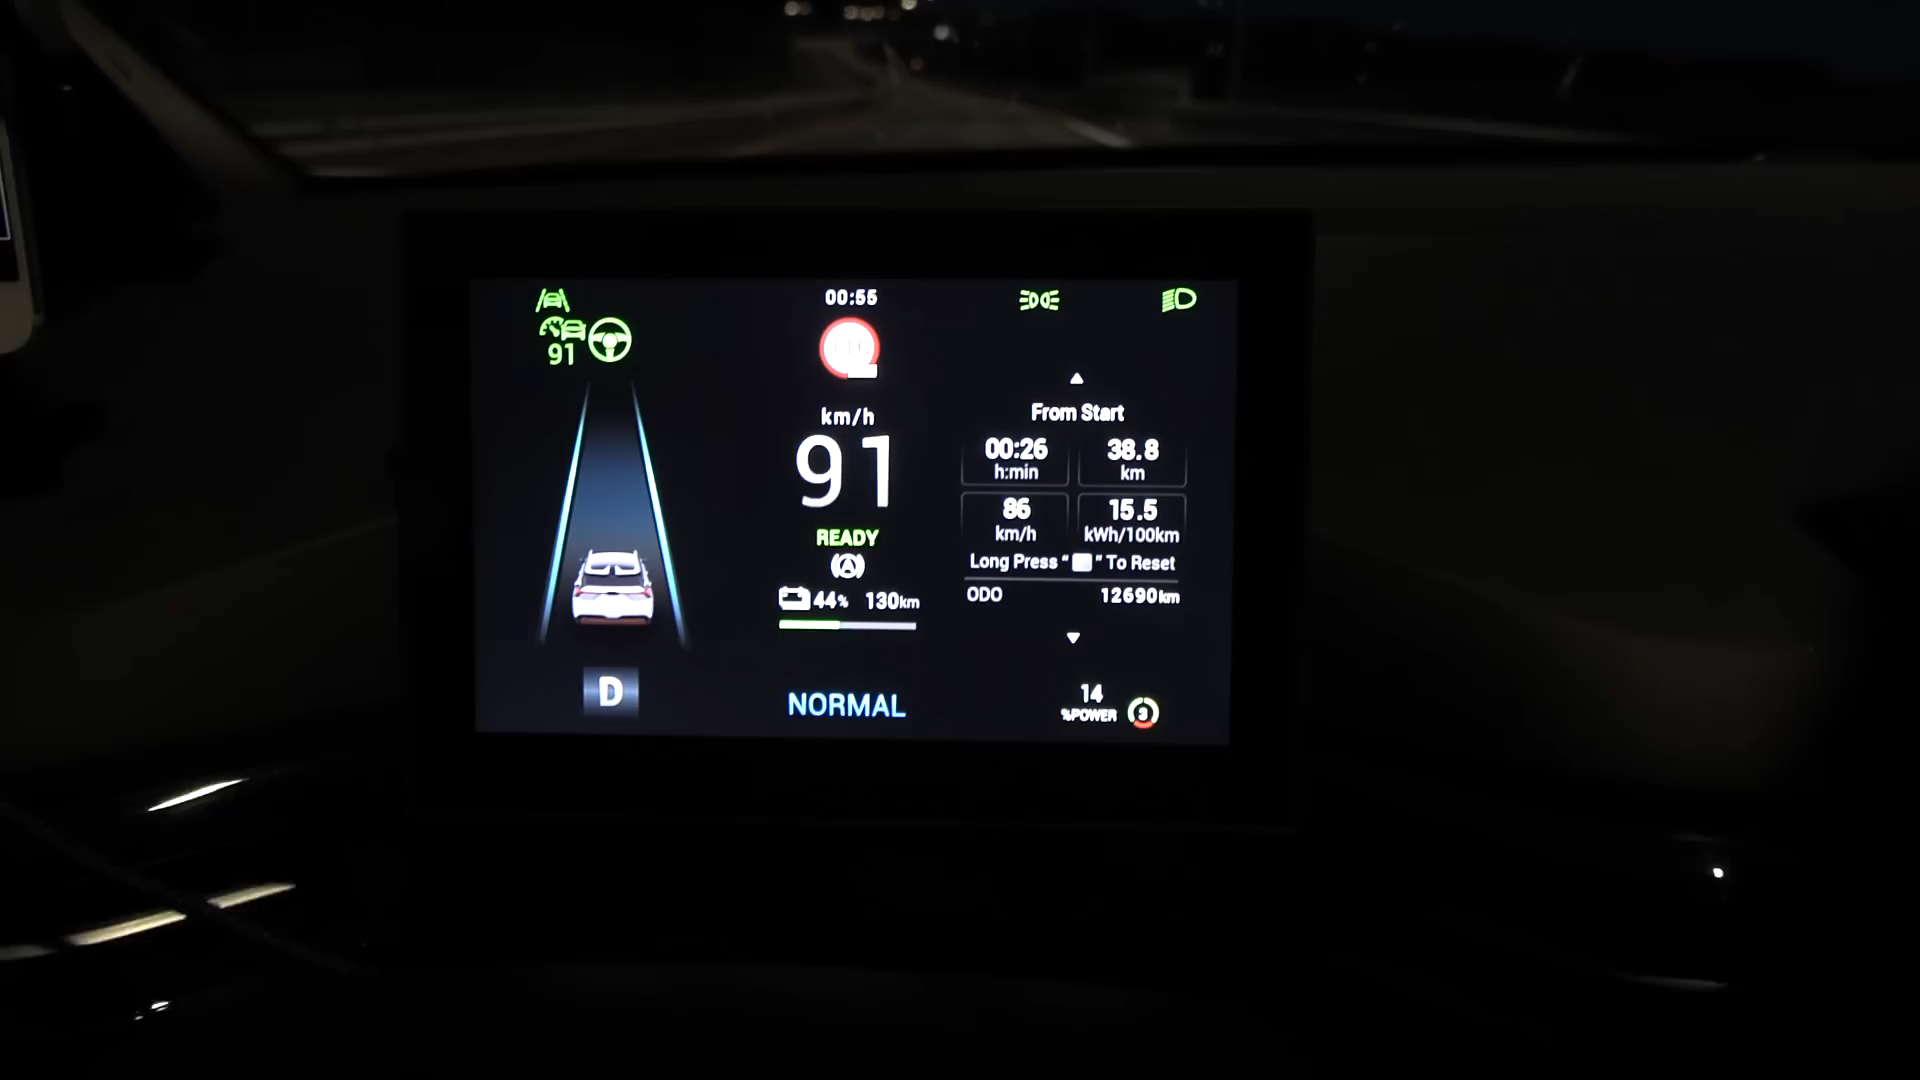 00:55
91
km/h
91
READY
A
44% 130km
D
NORMAL
From Start
00:26 38.8
h:min km
86 15.5
km/h kWh/100km
Long Press " " To Reset
ODO 12690km
14
%POWER 3